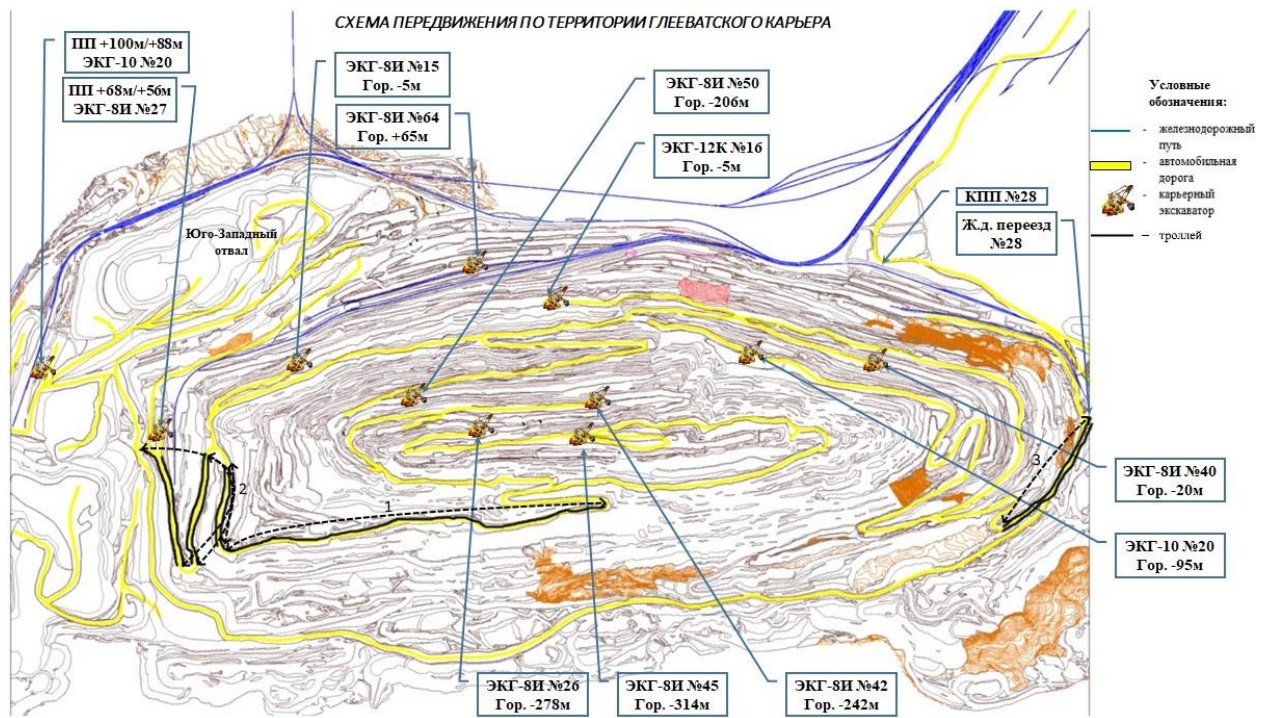 СХЕМА ПЕРЕДВИЖЕНИЯ ПО ТЕРРИТОРИИ ГЛЕЕВАТСКОГО КАРЬЕРА
ПП +100м/+88м
ЭКГ-10 №20
ПП +68м/+56м
ЭКГ-8И №27
ЭКГ-8И №15
Гор. -5м
ЭКГ-8И №64
Гор. +65м
ЭКГ-8И №50
Гор. -206м
ЭКГ-12К №16
Гор. -5м
КПП №28
Ж.д. переезд
№28
Условные
обозначения:
- железнодорожный
путь
- автомобильная
дорога
- карьерный
экскаватор
– троллей
Юго-Западный
отвал
1
2
3
ЭКГ-8И №40
Гор. -20м
ЭКГ-10 №20
Гор. -95м
ЭКГ-8И №26
Гор. -278м
ЭКГ-8И №45
Гор. -314м
ЭКГ-8И №42
Гор. -242м